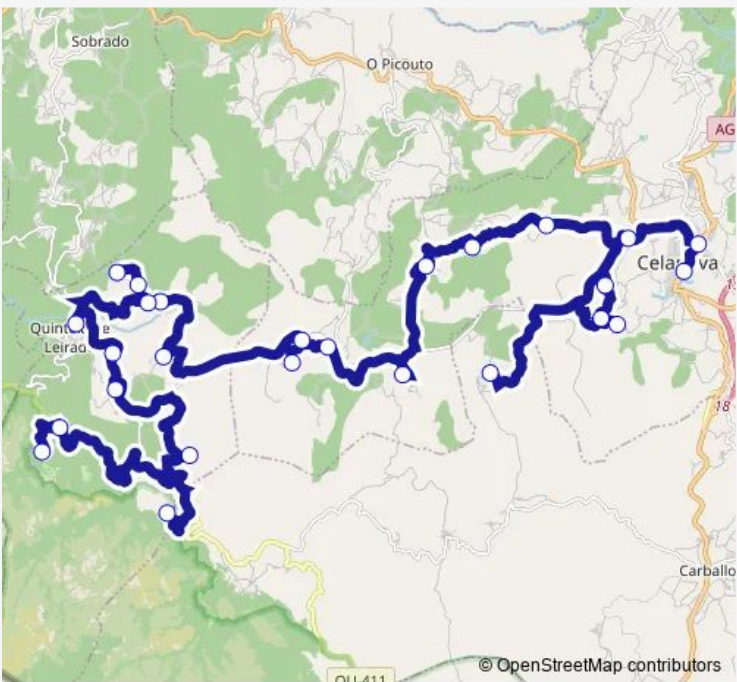 Sobrado
O Picouto
AG
Celanova
Quintela de
Leirado
18
Carballo
OU-411
© OpenStreetMap contributors